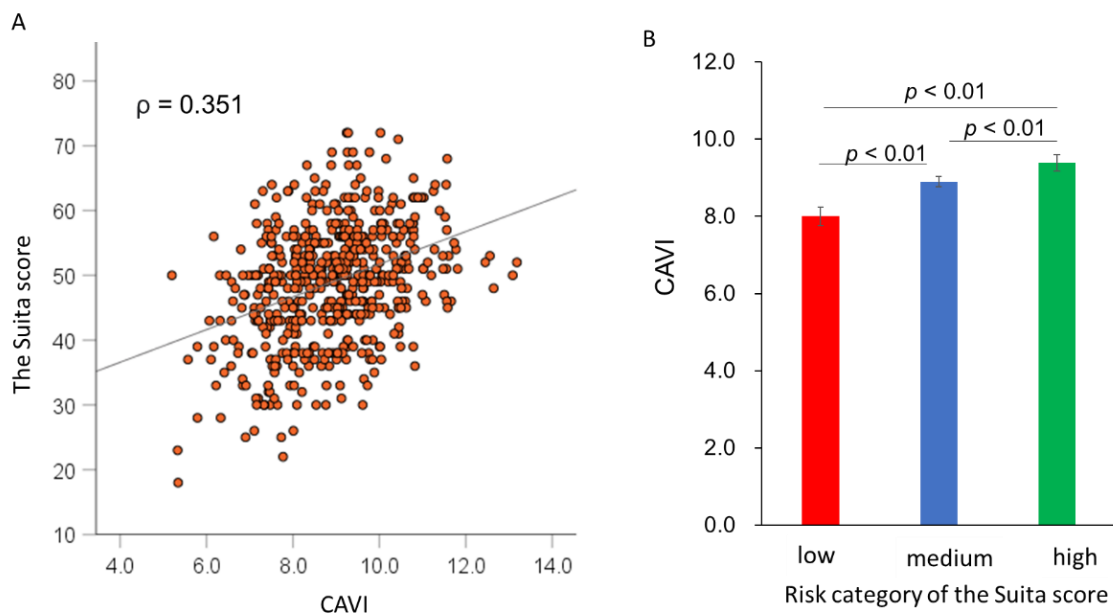 A
The Suita score
80
70
60
50
40
30
20
10
ρ = 0.351
4.0 6.0 8.0 10.0 12.0 14.0
CAVI
B
CAVI
12.0
10.0
8.0
6.0
4.0
2.0
0.0
p < 0.01
p < 0.01
p < 0.01
low medium high
Risk category of the Suita score